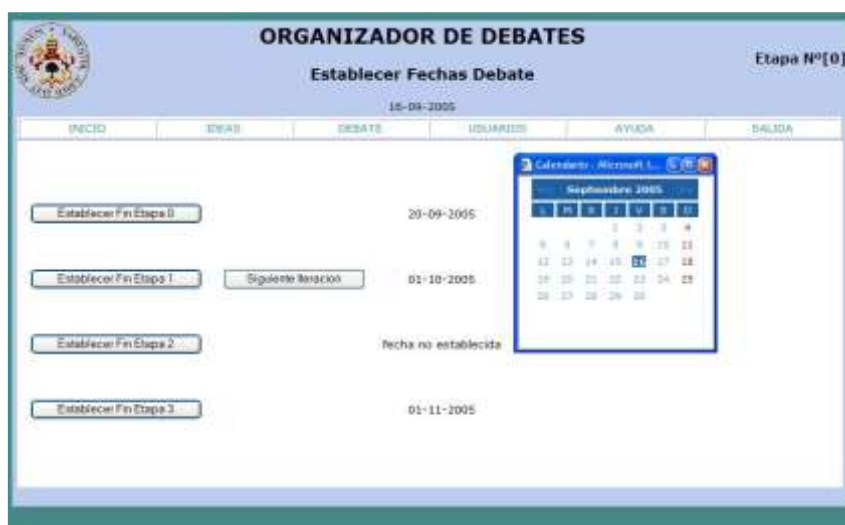 ORGANIZADOR DE DEBATES
Establecer Fechas Debate
Etapa Nº[0]
16-09-2005
INICIO IDEAS DEBATE USUARIOS AYUDA SALIDA
Calendario - Microsoft I...
Septiembre 2005
L M X J V S D
1 2 3 4
5 6 7 8 9 10 11
12 13 14 15 16 17 18
19 20 21 22 23 24 25
26 27 28 29 30
Establecer Fin Etapa 0 20-09-2005
Establecer Fin Etapa 1 Siguiente Iteracion 01-10-2005
Establecer Fin Etapa 2 fecha no establecida
Establecer Fin Etapa 3 01-11-2005